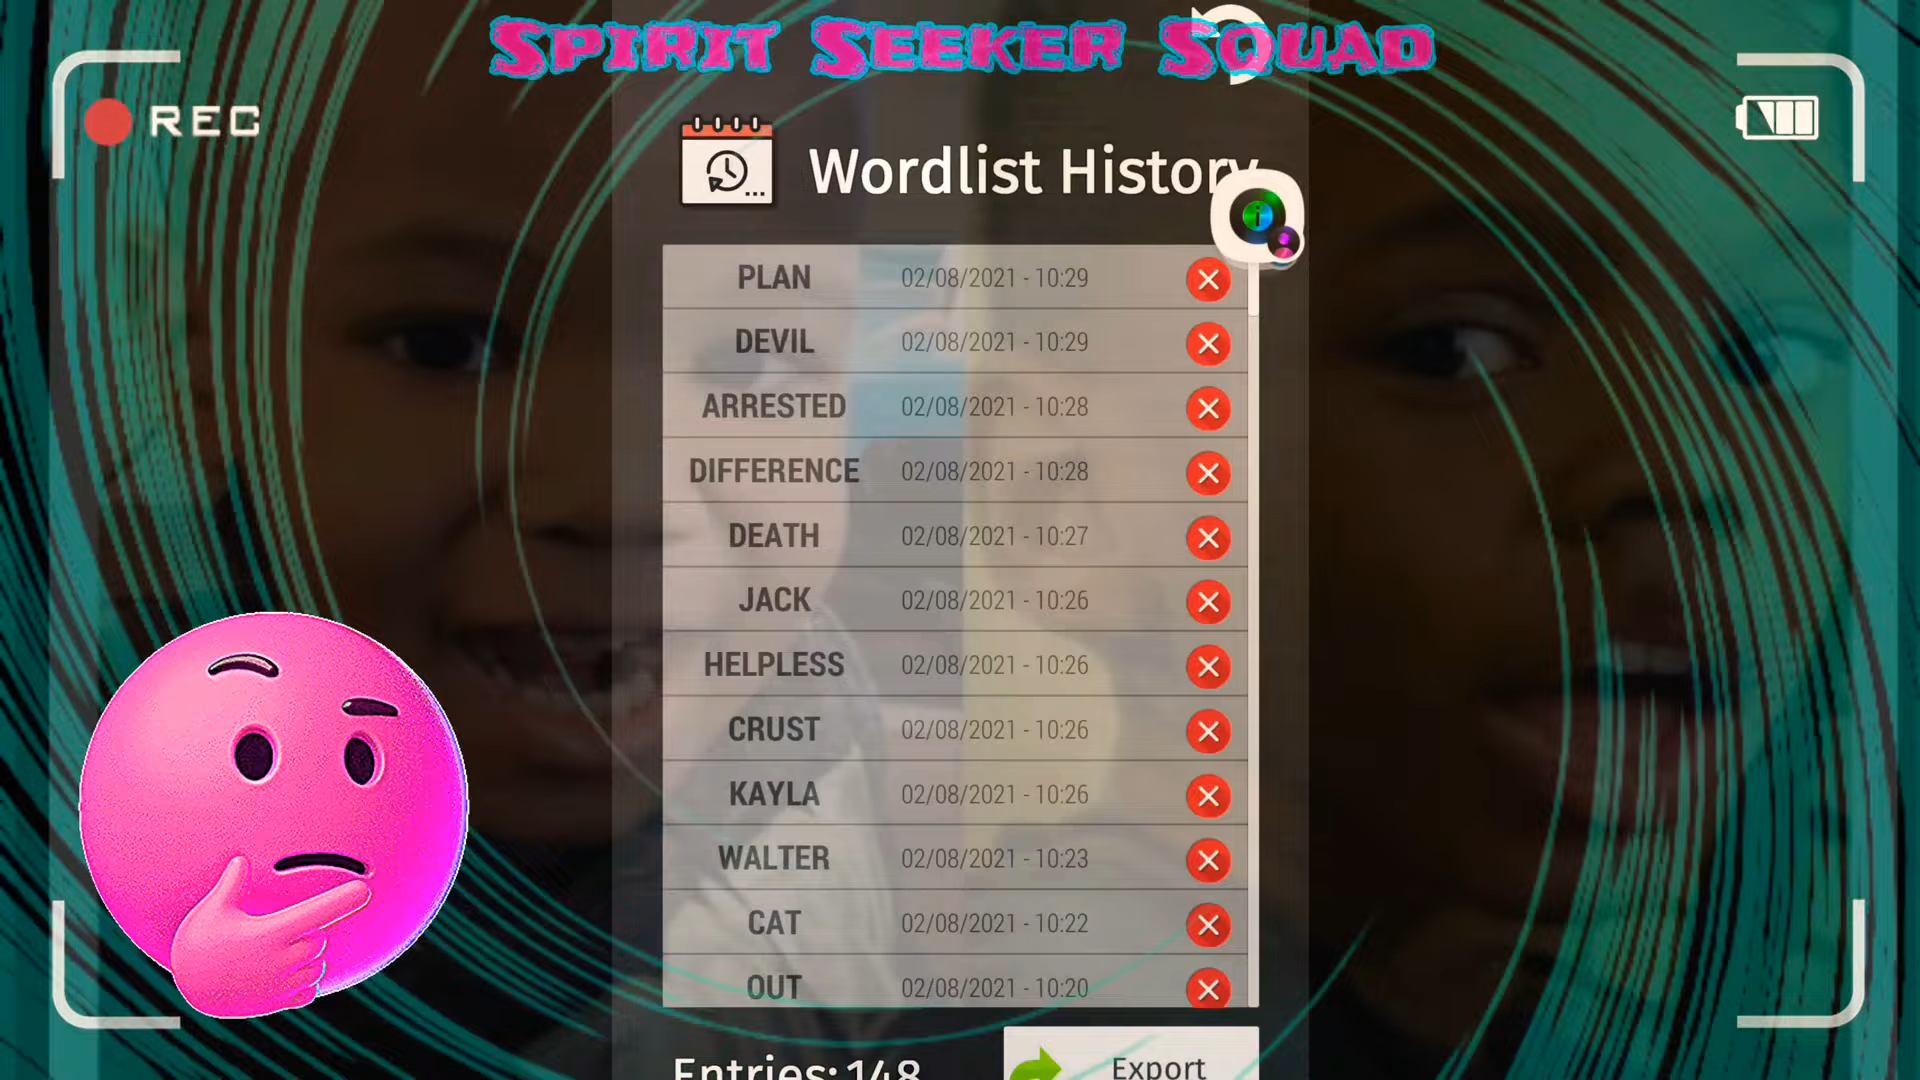 SPIRIT SEEKER SQUAD
REC
Wordlist History
PLAN 02/08/2021 - 10:29
DEVIL 02/08/2021 - 10:29
ARRESTED 02/08/2021 - 10:28
DIFFERENCE 02/08/2021 - 10:28
DEATH 02/08/2021 - 10:27
JACK 02/08/2021 - 10:26
HELPLESS 02/08/2021 - 10:26
CRUST 02/08/2021 - 10:26
KAYLA 02/08/2021 - 10:26
WALTER 02/08/2021 - 10:23
CAT 02/08/2021 - 10:22
OUT 02/08/2021 - 10:20
Entries: 148
Export